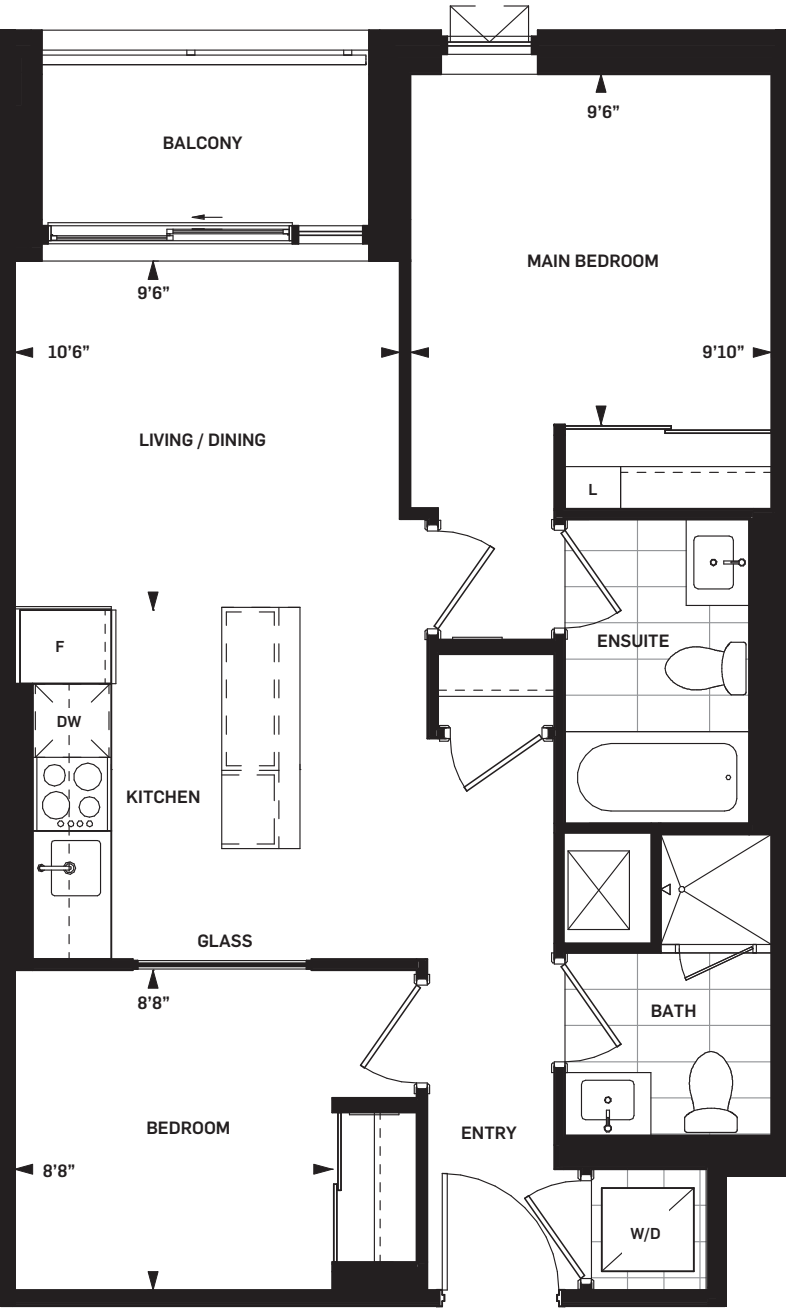 9’6”
BALCONY
MAIN BEDROOM
9’6”
10’6”
9’10”
LIVING / DINING
L
ENSUITE
F
DW
KITCHEN
GLASS
8’8”
BATH
BEDROOM
ENTRY
8’8”
W/D